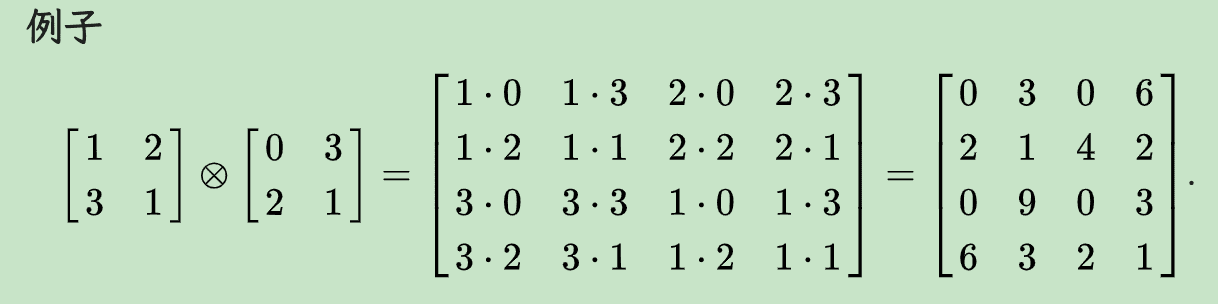 例子
\begin{bmatrix} 1 & 2 \\ 3 & 1 \end{bmatrix} \otimes \begin{bmatrix} 0 & 3 \\ 2 & 1 \end{bmatrix} = \begin{bmatrix} 1 \cdot 0 & 1 \cdot 3 & 2 \cdot 0 & 2 \cdot 3 \\ 1 \cdot 2 & 1 \cdot 1 & 2 \cdot 2 & 2 \cdot 1 \\ 3 \cdot 0 & 3 \cdot 3 & 1 \cdot 0 & 1 \cdot 3 \\ 3 \cdot 2 & 3 \cdot 1 & 1 \cdot 2 & 1 \cdot 1 \end{bmatrix} = \begin{bmatrix} 0 & 3 & 0 & 6 \\ 2 & 1 & 4 & 2 \\ 0 & 9 & 0 & 3 \\ 6 & 3 & 2 & 1 \end{bmatrix}.